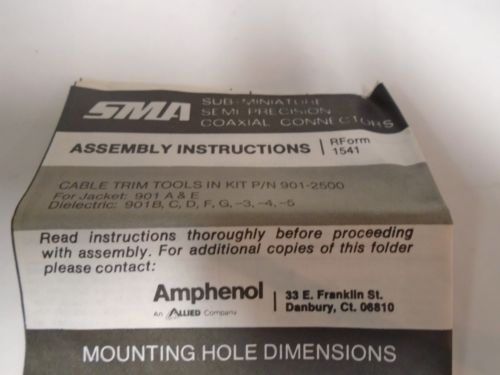 SMA
SUB-MINIATURE
SEMI PRECISION
COAXIAL CONNECTORS
ASSEMBLY INSTRUCTIONS
RForm
1541
CABLE TRIM TOOLS IN KIT P/N 901-2500
For Jacket: 901 A & E
Dielectric: 901B, C, D, F, G, -3, -4, -5
Read instructions thoroughly before proceeding
with assembly. For additional copies of this folder
please contact:
Amphenol
An ALLIED Company
33 E. Franklin St.
Danbury, Ct. 06810
MOUNTING HOLE DIMENSIONS